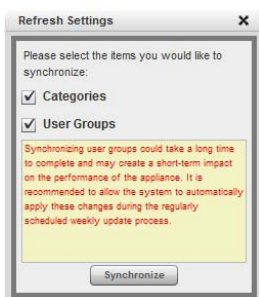 Refresh Settings
Please select the items you would like to
synchronize:
Categories
User Groups
Synchronizing user groups could take a long time
to complete and may create a short-term impact
on the performance of the appliance. It is
recommended to allow the system to automatically
apply these changes during the regularly
scheduled weekly update process.
Synchronize